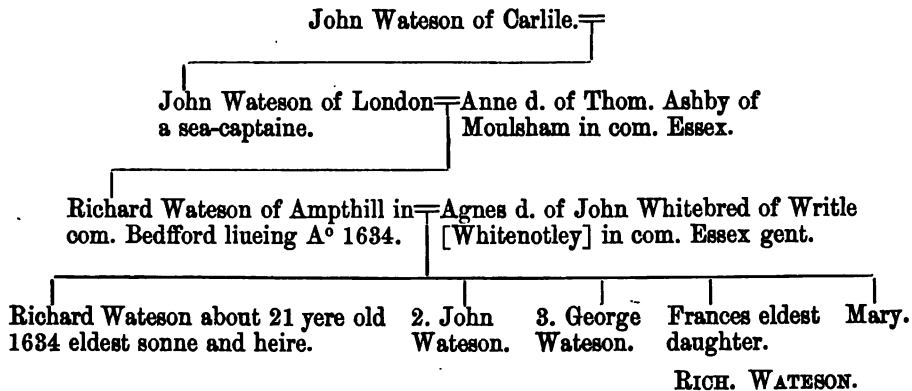 John Wateson of Carlile.
John Wateson of London
a sea-captaine.
Anne d. of Thom. Ashby of
Moulsham in com. Essex.
Richard Wateson of Ampthill in
com. Bedfford liueing Aº 1634.
Agnes d. of John Whitebred of Writle
[Whitenotley] in com. Essex gent.
Richard Wateson about 21 yere old
1634 eldest sonne and heire.
2. John
Wateson.
3. George
Wateson.
Frances eldest
daughter.
Mary.
RICH. WATESON.